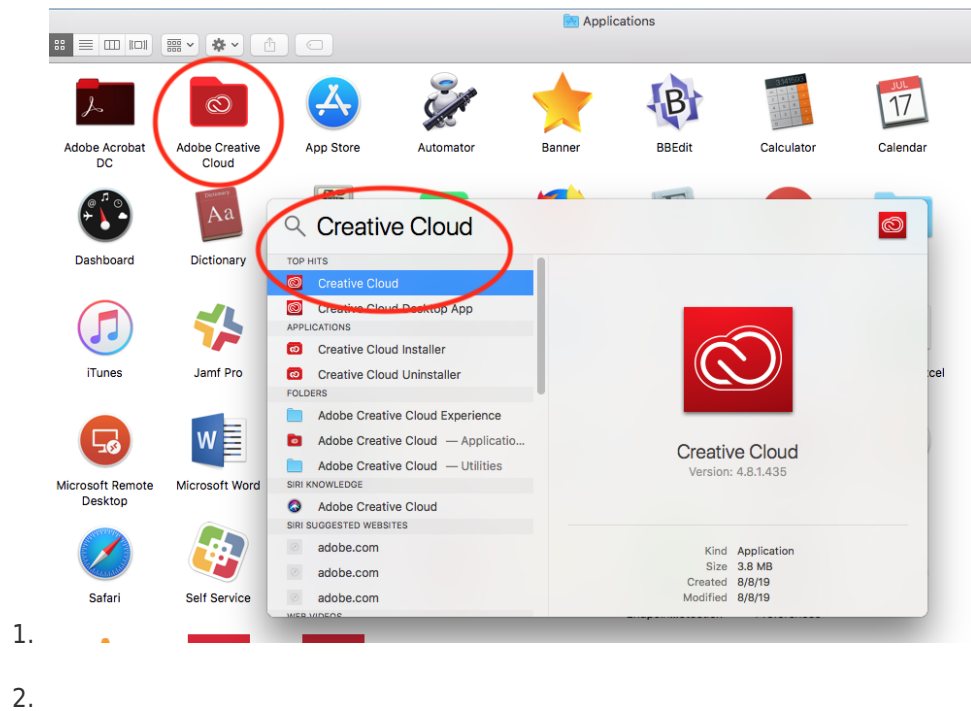 Applications
Adobe Acrobat
DC
Adobe Creative
Cloud
App Store
Automator
Banner
BBEdit
Calculator
JUL
17
Calendar
Dashboard
Aa
Dictionary
iTunes
Jamf Pro
Microsoft Remote
Desktop
W
Microsoft Word
Safari
Self Service
Creative Cloud
TOP HITS
Creative Cloud
Creative Cloud Desktop App
APPLICATIONS
Creative Cloud Installer
Creative Cloud Uninstaller
FOLDERS
Adobe Creative Cloud Experience
Adobe Creative Cloud — Applicatio...
Adobe Creative Cloud — Utilities
SIRI KNOWLEDGE
Adobe Creative Cloud
SIRI SUGGESTED WEBSITES
adobe.com
adobe.com
adobe.com
WEB VIDEOS
Creative Cloud
Version: 4.8.1.435
Kind Application
Size 3.8 MB
Created 8/8/19
Modified 8/8/19
1.
2.